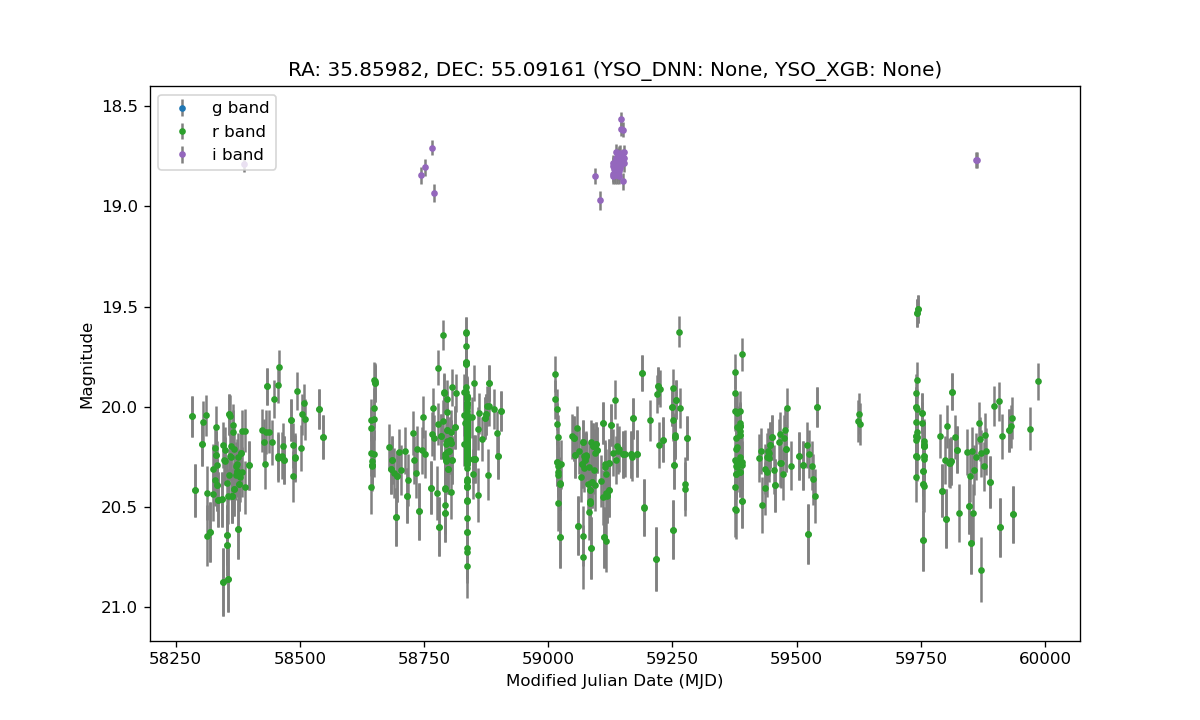 RA: 35.85982, DEC: 55.09161 (YSO_DNN: None, YSO_XGB: None)
g band
r band
i band
18.5
19.0
19.5
20.0
20.5
21.0
Magnitude
58250 58500 58750 59000 59250 59500 59750 60000
Modified Julian Date (MJD)